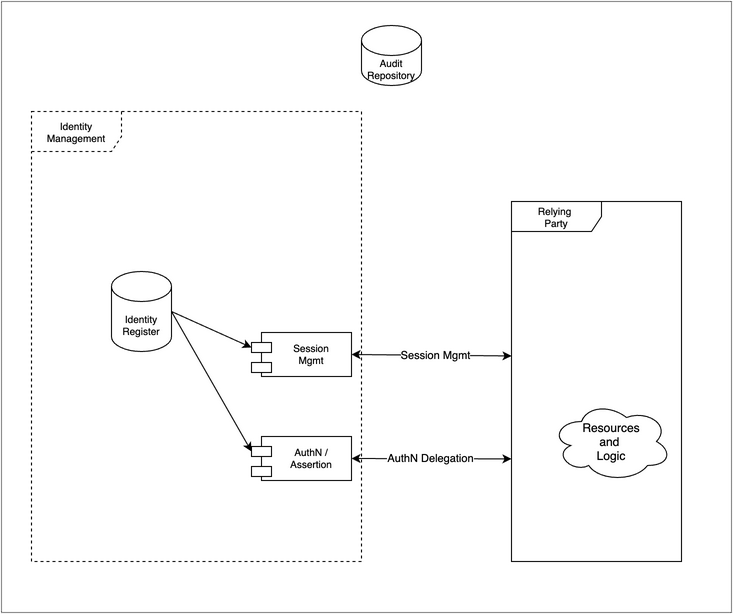 Audit
Repository
Identity
Management
Relying
Party
Identity
Register
Session
Mgmt
Session Mgmt
Resources
and
Logic
AuthN /
Assertion
AuthN Delegation